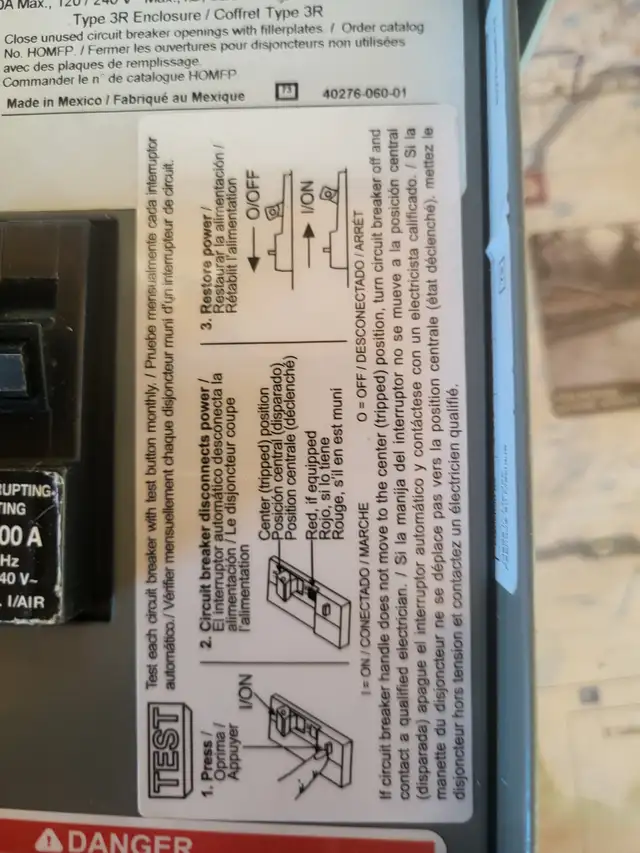 MAX., 120 / 240 V
Type 3R Enclosure / Coffret Type 3R
Close unused circuit breaker openings with fillerplates. / Order catalog
No. HOMFP. / Fermer les ouvertures pour disjoncteurs non utilisées
avec des plaques de remplissage.
Commander le n° de catalogue HOMFP
Made in Mexico / Fabriqué au Mexique
73
40276-060-01
TEST
Test each circuit breaker with test button monthly. / Pruebe mensualmente cada interruptor
automático./ Vérifier mensuellement chaque disjoncteur muni d'un interrupteur de circuit.
1. Press /
Oprima /
Appuyer
I/ON
2. Circuit breaker disconnects power /
El interruptor automático desconecta la
alimentación / Le disjoncteur coupe
l'alimentation
Center (tripped) position
Posición central (disparado)
Position centrale (déclenché)
Red, if equipped
Rojo, si lo tiene
Rouge, s'il en est muni
3. Restore power /
Restaurar la alimentación /
Rétablit l'alimentation
O/OFF
I/ON
I = ON / CONECTADO / MARCHE O = OFF / DESCONECTADO / ARRÊT
If circuit breaker handle does not move to the center (tripped) position, turn circuit breaker off and
contact a qualified electrician. / Si la manija del interruptor no se mueve a la posición central
(disparada) apague el interruptor automático y contáctese con un electricista calificado. / Si la
manette du disjoncteur ne se déplace pas vers la position centrale (état déclenché), mettez le
disjoncteur hors tension et contactez un électricien qualifié.
RUPTING
TING
00 A
Hz
40 V~
I/AIR
DANGER